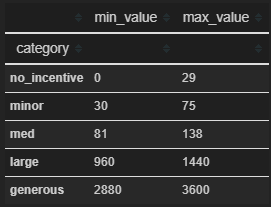 min_value max_value
category
no_incentive 0 29
minor 30 75
med 81 138
large 960 1440
generous 2880 3600